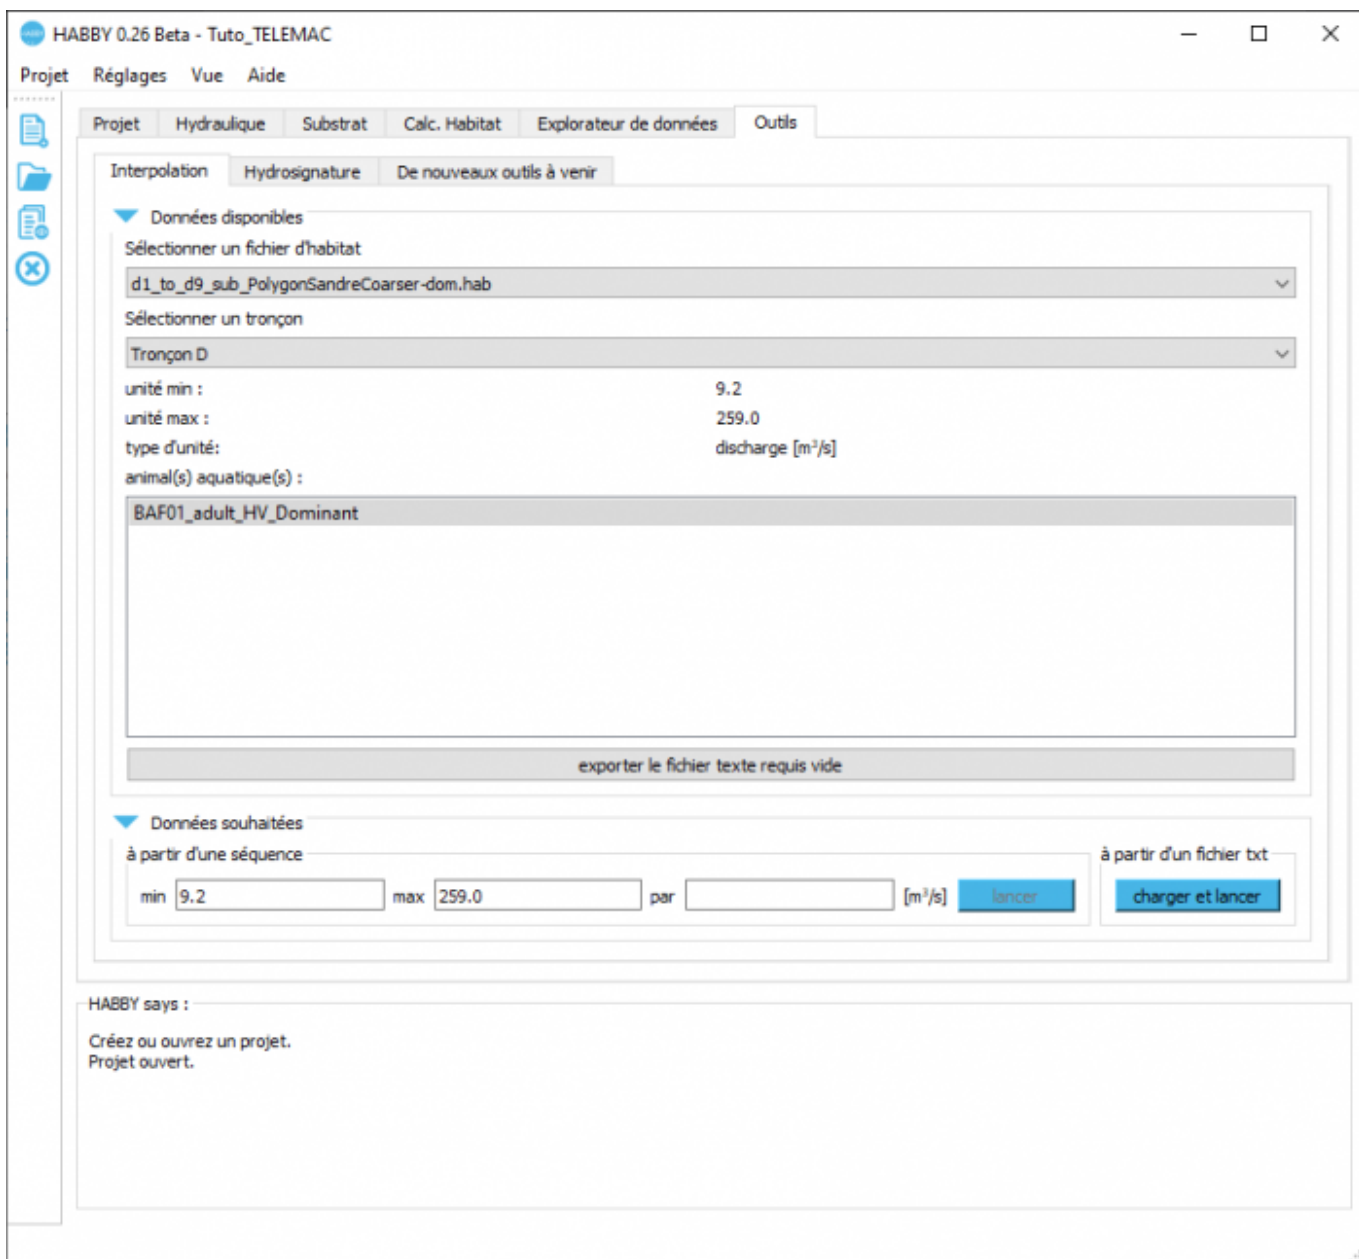 HABBY 0.26 Beta - Tuto_TELEMAC
Projet Réglages Vue Aide
Projet Hydraulique Substrat Calc. Habitat Explorateur de données Outils
Interpolation Hydrosignature De nouveaux outils à venir
Données disponibles
Sélectionner un fichier d'habitat
d1_to_d9_sub_PolygonSandreCoarser-dom.hab
Sélectionner un tronçon
Tronçon D
unité min : 9.2
unité max : 259.0
type d'unité: discharge [m³/s]
animal(s) aquatique(s) :
BAF01_adult_HV_Dominant
exporter le fichier texte requis vide
Données souhaitées
à partir d'une séquence à partir d'un fichier txt
min 9.2 max 259.0 par [m³/s] lancer charger et lancer
HABBY says :
Créez ou ouvrez un projet.
Projet ouvert.